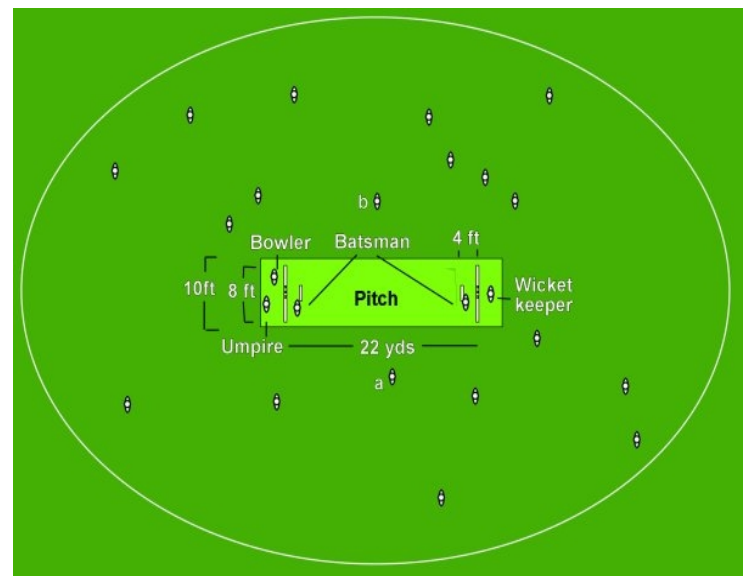 b
Bowler Batsman 4 ft
10ft 8 ft Pitch Wicket
keeper
Umpire 22 yds
a